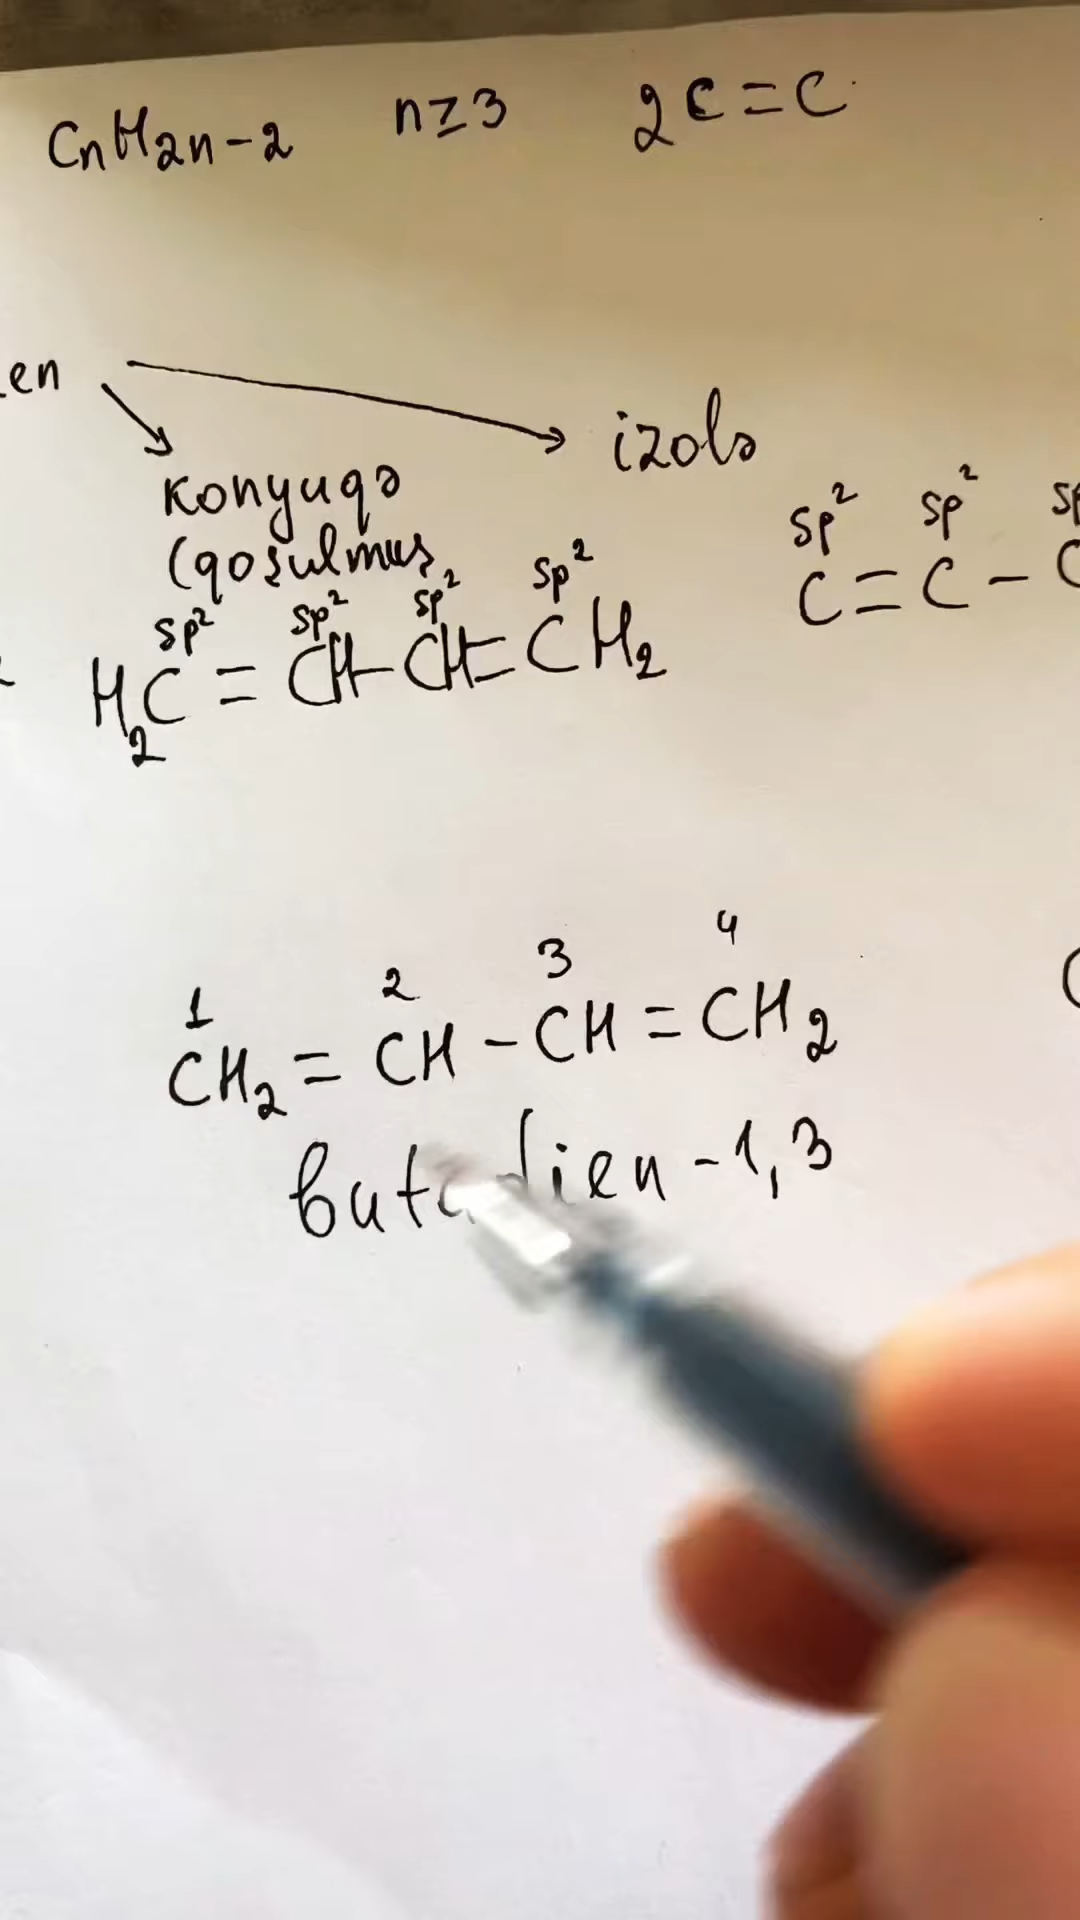 CnH2n-2 n≥3 2C=C
en
izolə
konyuqə
(qoşulmuş
sp² sp² sp² sp²
H2C=CH-CH=CH2
sp² sp² sp
C=C-C
1 2 3 4
CH2=CH-CH=CH2
butadien-1,3